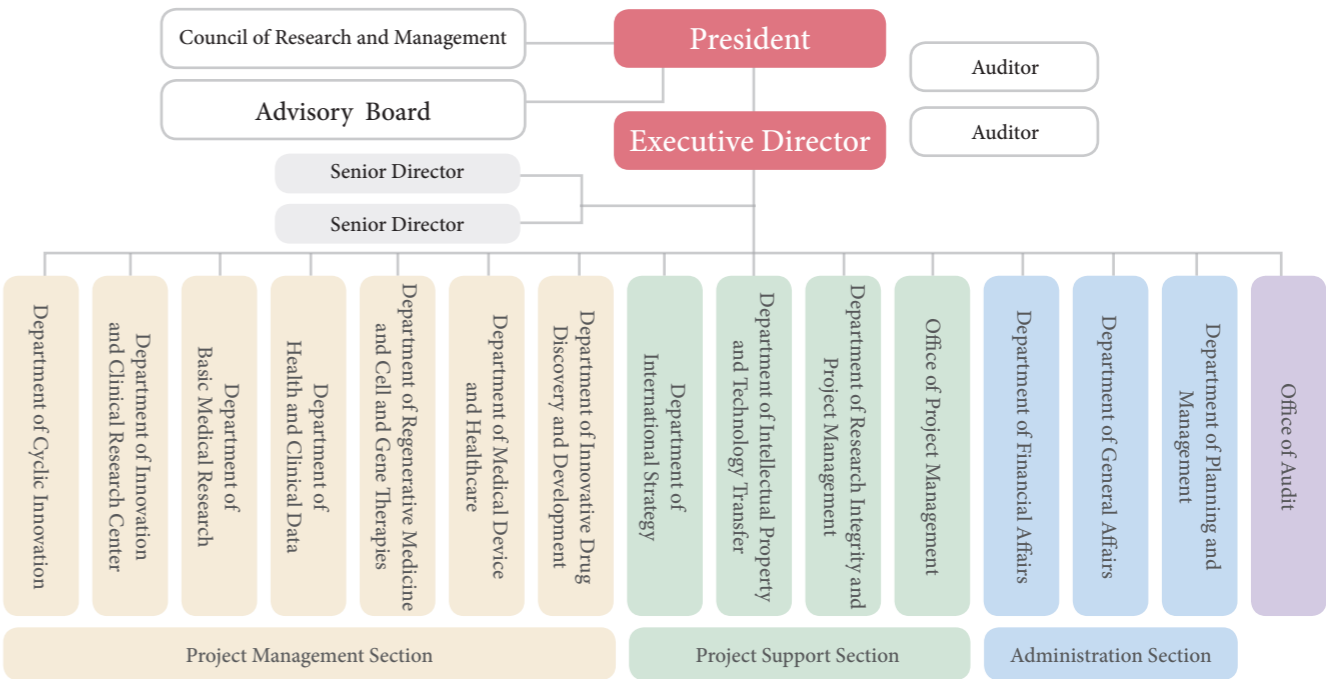 Council of Research and Management
President
Auditor
Advisory Board
Auditor
Executive Director
Senior Director
Senior Director
Department of Cyclic Innovation
Department of Innovation
and Clinical Research Center
Department of
Basic Medical Research
Department of
Health and Clinical Data
Department of Regenerative Medicine
and Cell and Gene Therapies
Department of Medical Device
and Healthcare
Department of Innovative Drug
Discovery and Development
Department of
International Strategy
Department of Intellectual Property
and Technology Transfer
Department of Research Integrity and
Project Management
Office of Project Management
Department of Financial Affairs
Department of General Affairs
Department of Planning and
Management
Office of Audit
Project Management Section
Project Support Section
Administration Section